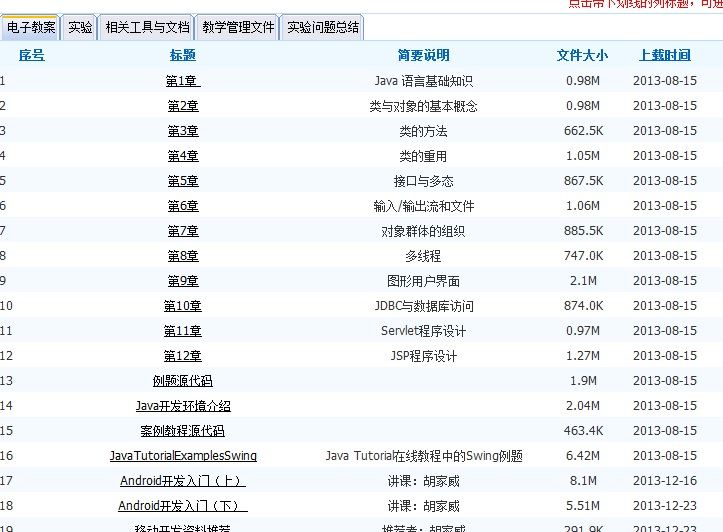 点击带下划线的列标题，可进
电子教案 实验 相关工具与文档 教学管理文件 实验问题总结
序号 标题 简要说明 文件大小 上载时间
1 第1章 Java 语言基础知识 0.98M 2013-08-15
2 第2章 类与对象的基本概念 0.98M 2013-08-15
3 第3章 类的方法 662.5K 2013-08-15
4 第4章 类的重用 1.05M 2013-08-15
5 第5章 接口与多态 867.5K 2013-08-15
6 第6章 输入/输出流和文件 1.06M 2013-08-15
7 第7章 对象群体的组织 885.5K 2013-08-15
8 第8章 多线程 747.0K 2013-08-15
9 第9章 图形用户界面 2.1M 2013-08-15
10 第10章 JDBC与数据库访问 874.0K 2013-08-15
11 第11章 Servlet程序设计 0.97M 2013-08-15
12 第12章 JSP程序设计 1.27M 2013-08-15
13 例题源代码 1.9M 2013-08-15
14 Java开发环境介绍 2.04M 2013-08-15
15 案例教程源代码 463.4K 2013-08-15
16 JavaTutorialExamplesSwing Java Tutorial在线教程中的Swing例题 6.42M 2013-08-15
17 Android开发入门（上） 讲课：胡家威 8.1M 2013-12-16
18 Android开发入门（下） 讲课：胡家威 5.51M 2013-12-23
19 移动开发资料推荐 推荐者：胡家威 291.9K 2013-12-23